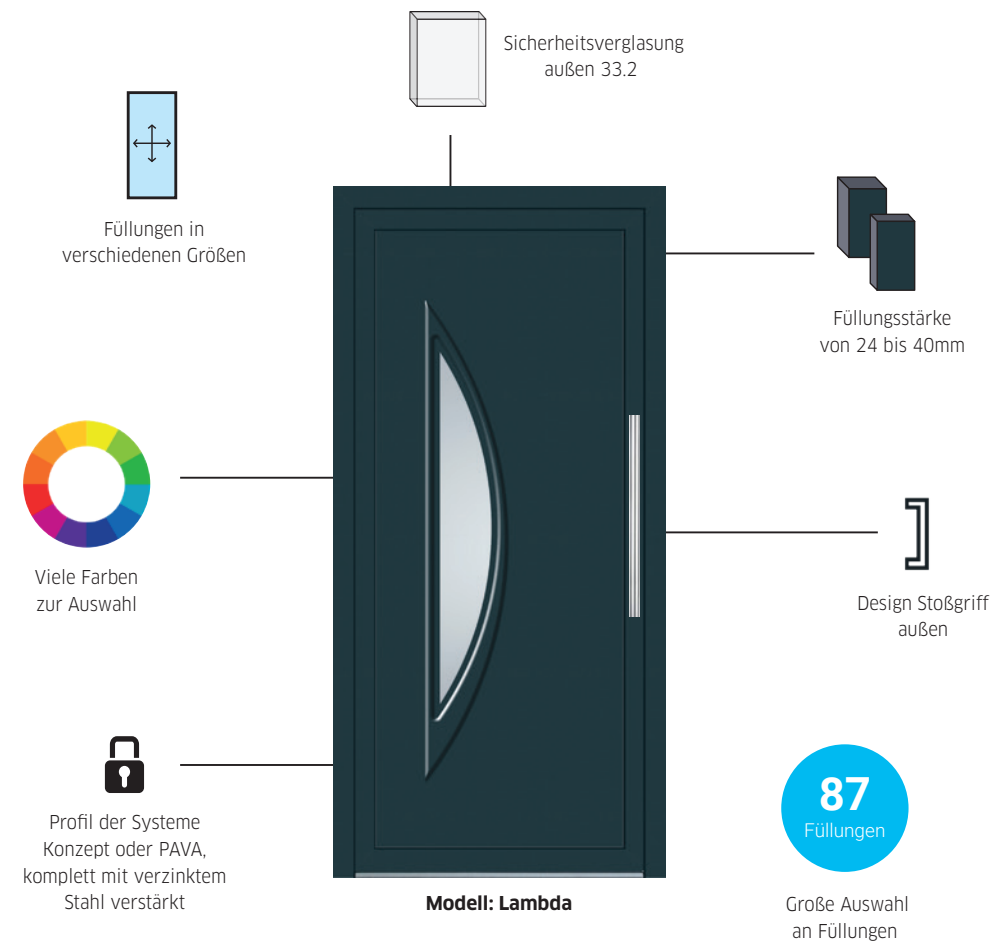 Sicherheitsverglasung
außen 33.2
Füllungen in
verschiedenen Größen
Füllungsstärke
von 24 bis 40mm
Viele Farben
zur Auswahl
Design Stoßgriff
außen
Profil der Systeme
Konzept oder PAVA,
komplett mit verzinktem
Stahl verstärkt
87
Füllungen
Große Auswahl
an Füllungen
Modell: Lambda